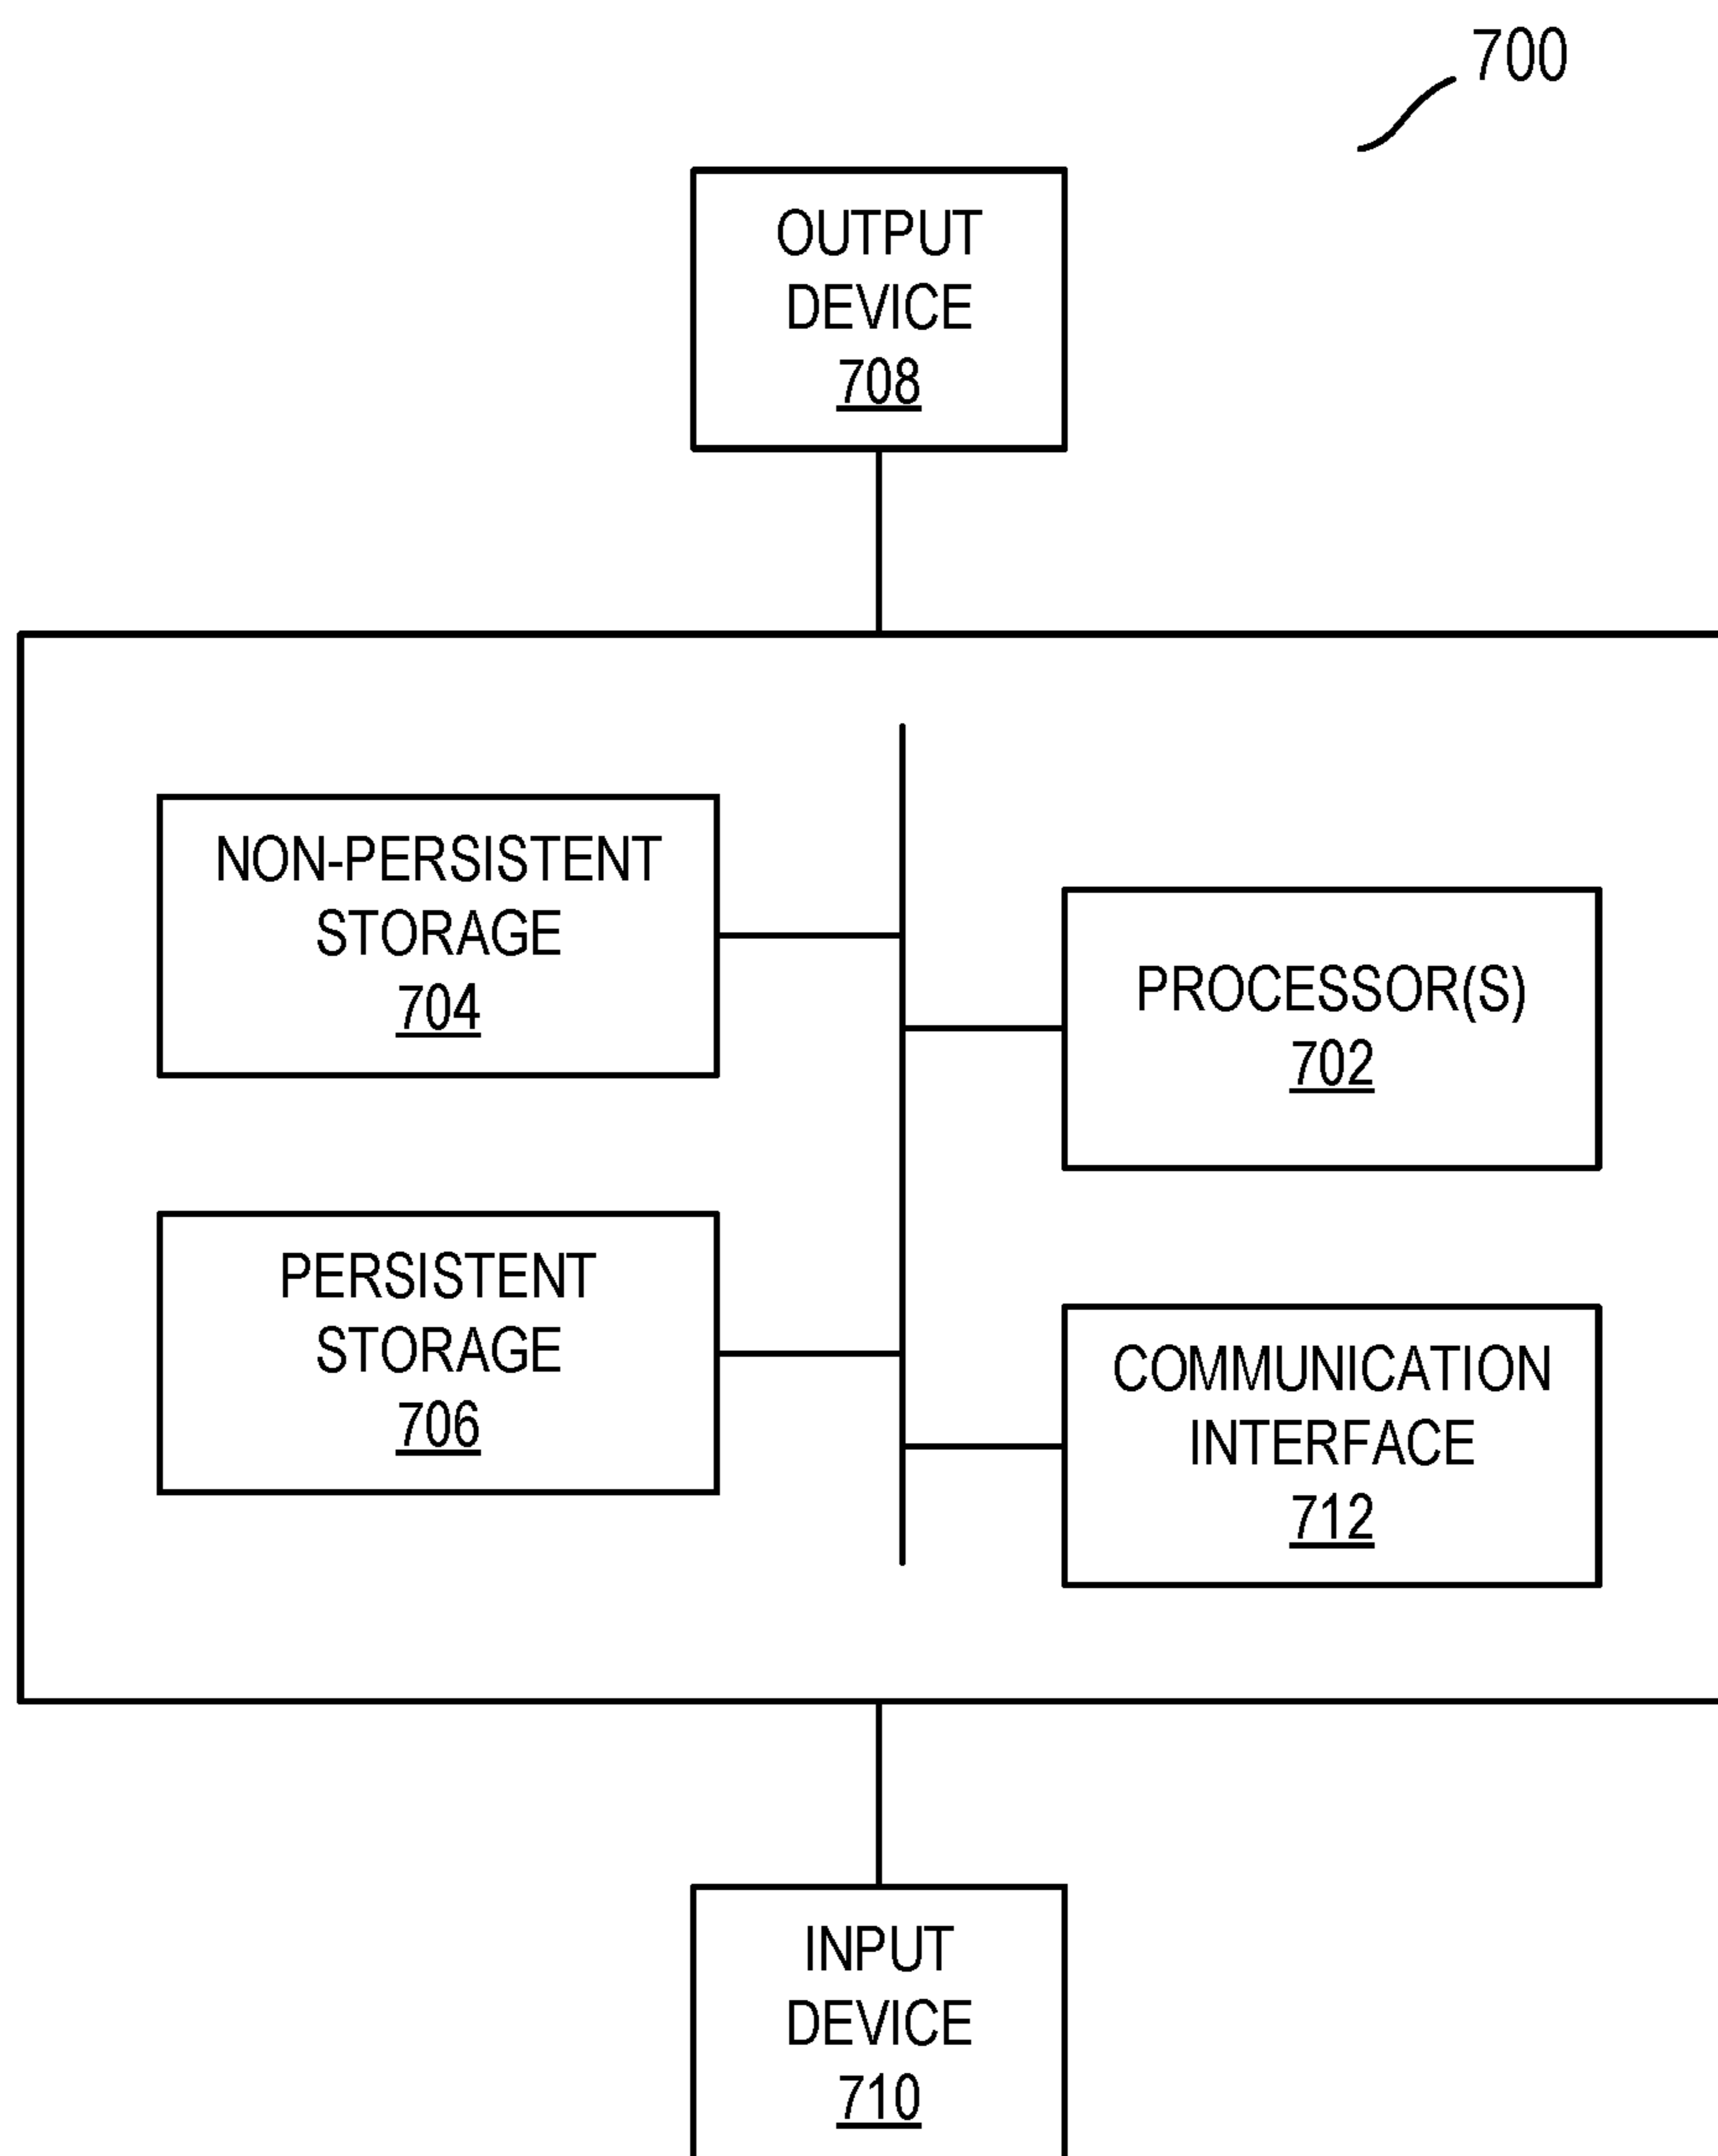 700
OUTPUT
DEVICE
708
NON-PERSISTENT
STORAGE
704
PROCESSOR(S)
702
PERSISTENT
STORAGE
706
COMMUNICATION
INTERFACE
712
INPUT
DEVICE
710